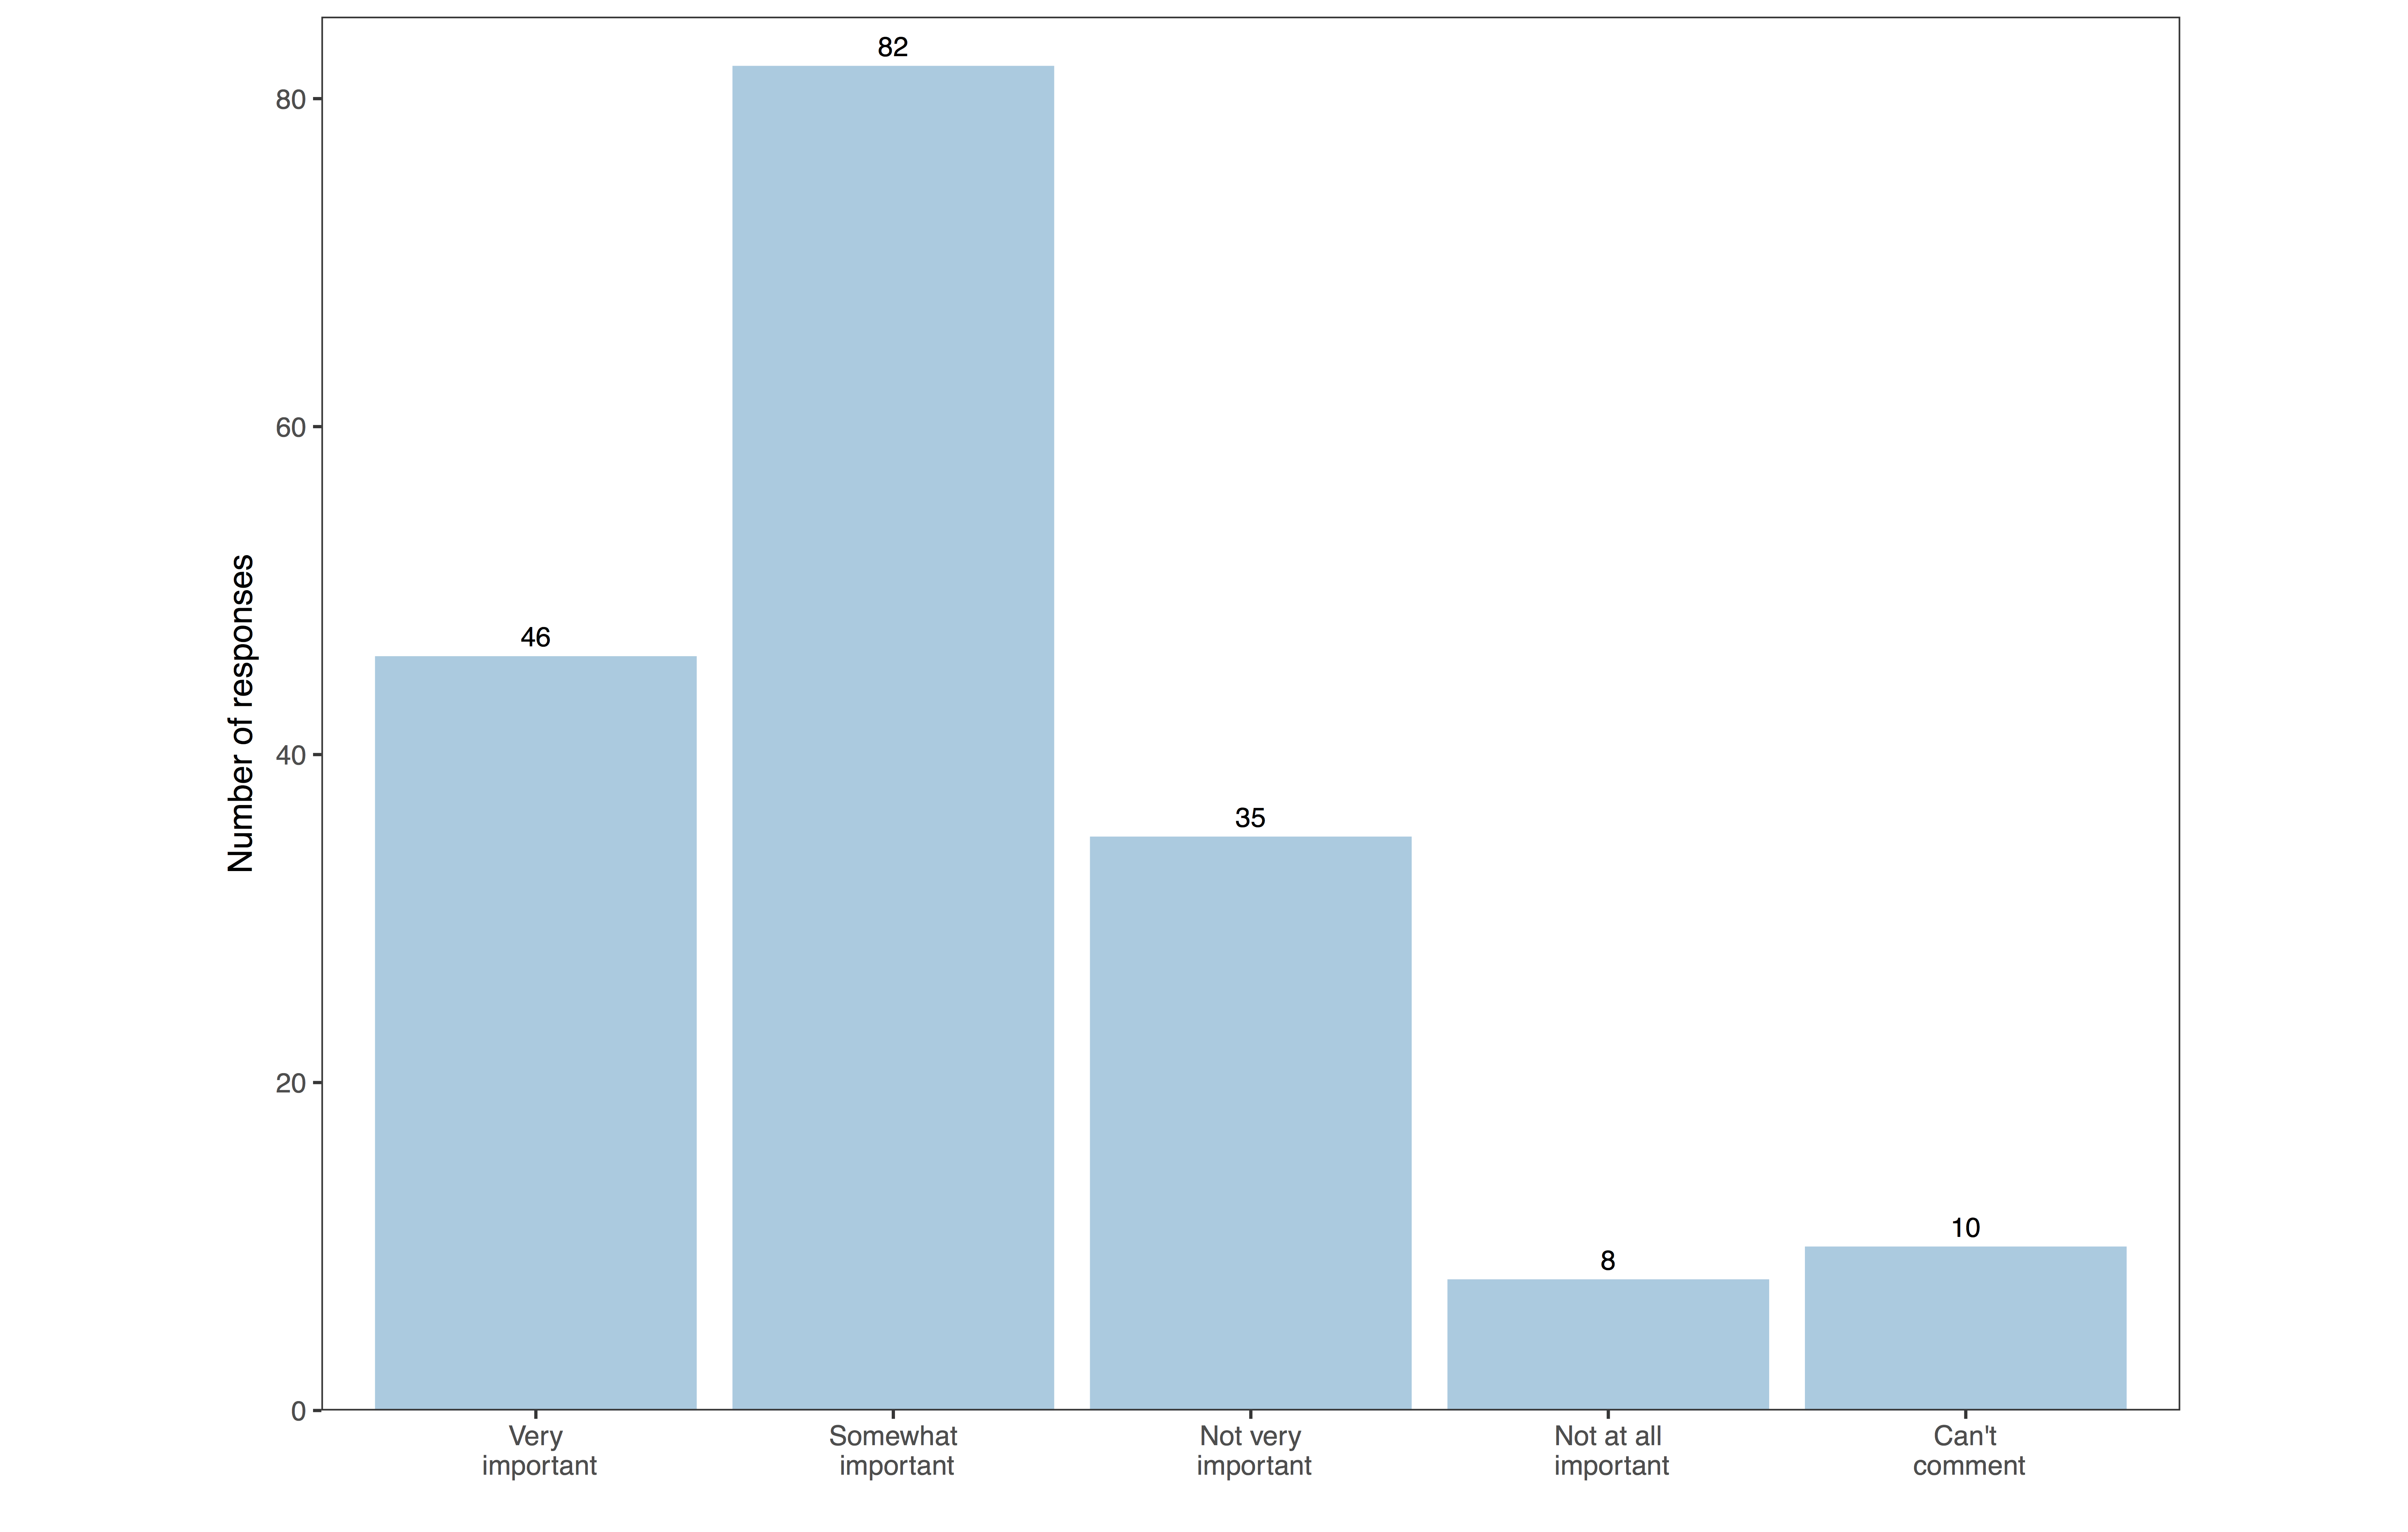 82
80
60
46
Number of responses
40
35
20
10
8
0
Very
important
Somewhat
important
Not very
important
Not at all
important
Can't
comment